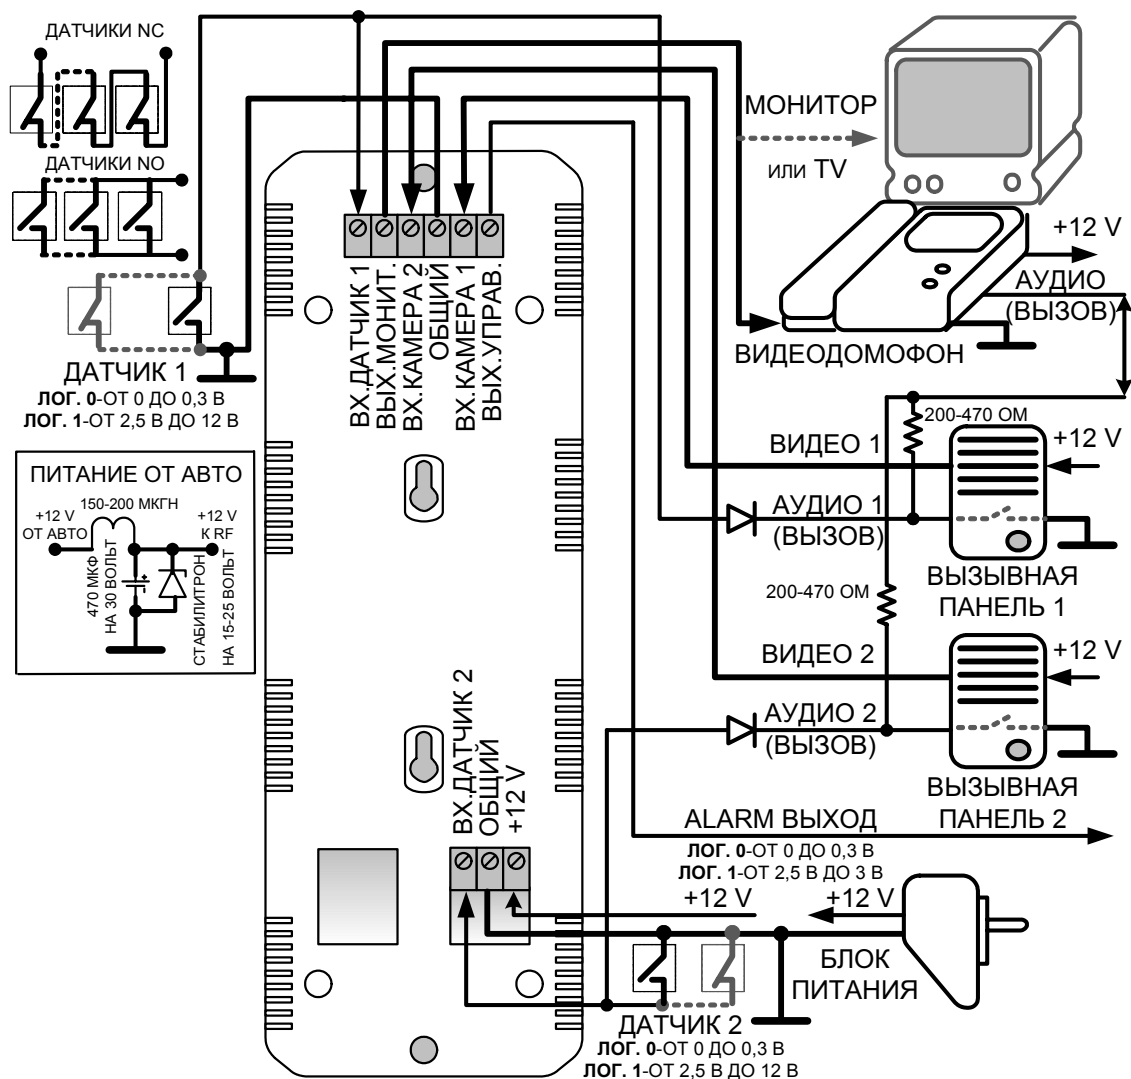 ДАТЧИКИ NC
ДАТЧИКИ NO
ДАТЧИК 1
ЛОГ. 0-ОТ 0 ДО 0,3 В
ЛОГ. 1-ОТ 2,5 В ДО 12 В
ПИТАНИЕ ОТ АВТО
150-200 МКГН
+12 V
ОТ АВТО
+12 V
К RF
470 МКФ
НА 30 ВОЛЬТ
СТАБИЛИТРОН
НА 15-25 ВОЛЬТ
ВХ.ДАТЧИК 1
ВЫХ.МОНИТ.
ВХ.КАМЕРА 2
ОБЩИЙ
ВХ.КАМЕРА 1
ВЫХ.УПРАВ.
МОНИТОР
или TV
+12 V
АУДИО
(ВЫЗОВ)
ВИДЕОДОМОФОН
200-470 ОМ
ВИДЕО 1
+12 V
АУДИО 1
(ВЫЗОВ)
ВЫЗЫВНАЯ
ПАНЕЛЬ 1
200-470 ОМ
ВИДЕО 2
+12 V
АУДИО 2
(ВЫЗОВ)
ВЫЗЫВНАЯ
ПАНЕЛЬ 2
ALARM ВЫХОД
ЛОГ. 0-ОТ 0 ДО 0,3 В
ЛОГ. 1-ОТ 2,5 В ДО 3 В
ВХ.ДАТЧИК 2
ОБЩИЙ
+12 V
+12 V
+12 V
БЛОК
ПИТАНИЯ
ДАТЧИК 2
ЛОГ. 0-ОТ 0 ДО 0,3 В
ЛОГ. 1-ОТ 2,5 В ДО 12 В